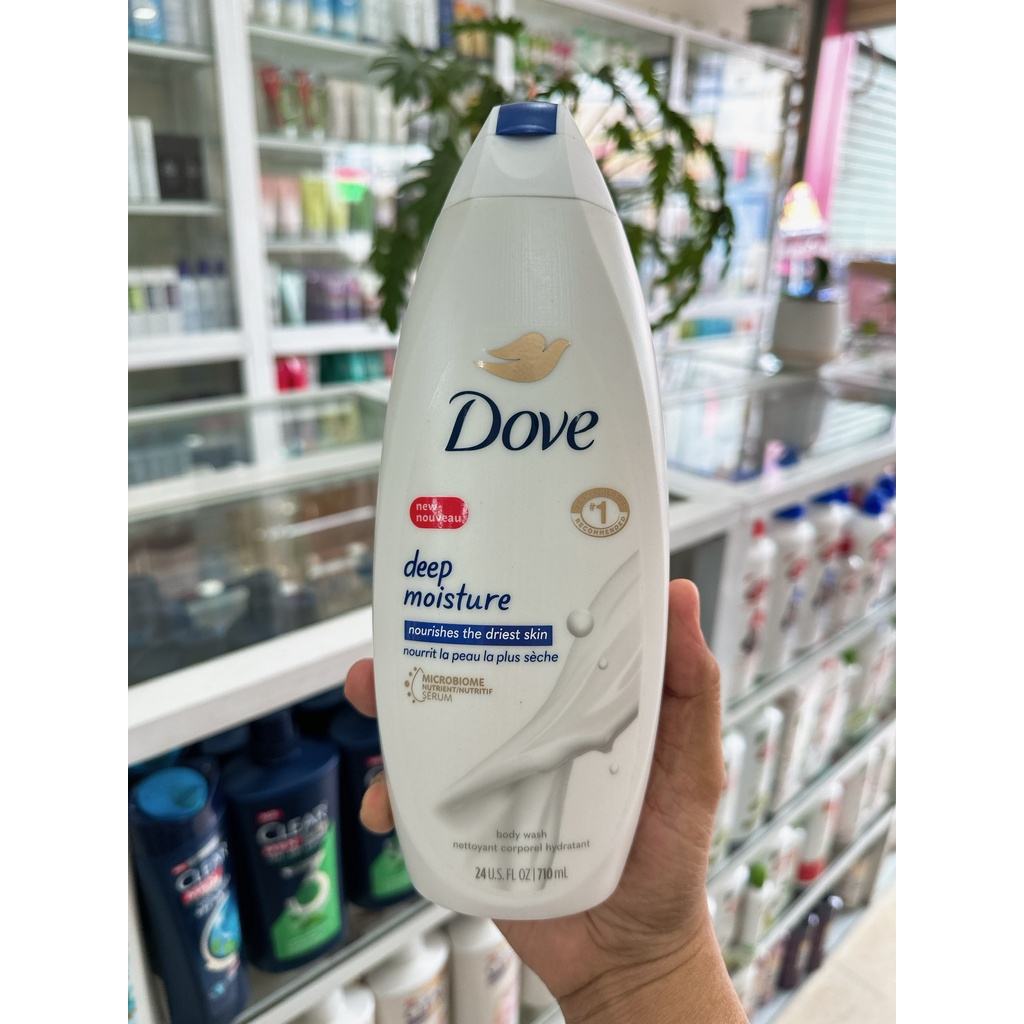 Dove
new
nouveau
#1
RECOMMENDED
deep
moisture
nourishes the driest skin
nourrit la peau la plus sèche
MICROBIOME
NUTRIENT/NUTRITIF
SERUM
body wash
nettoyant corporel hydratant
24 U.S. FL OZ | 710 mL
CLEAR
CLEAR